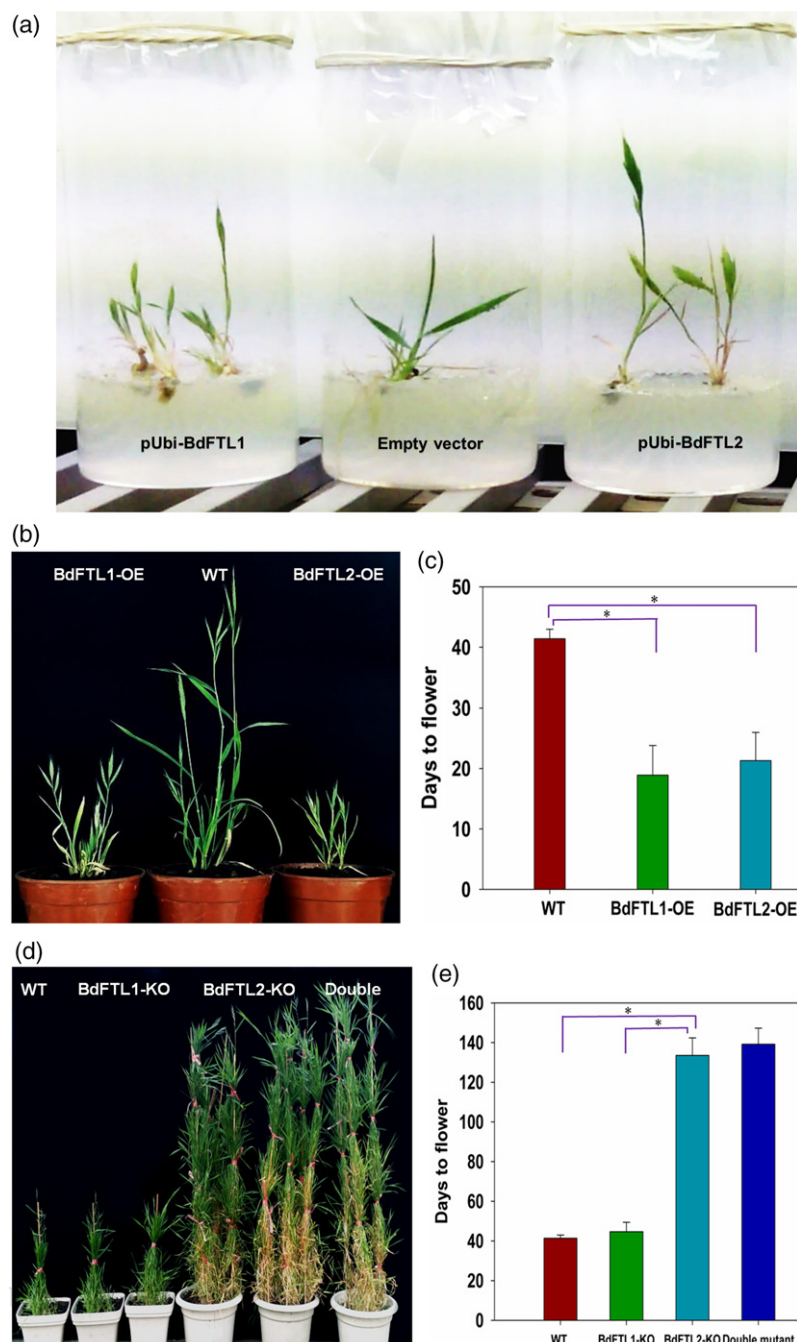 (a)
pUbi-BdFTL1 Empty vector pUbi-BdFTL2
(b)
BdFTL1-OE WT BdFTL2-OE
(c)
Days to flower
50
40
30
20
10
0
* *
WT BdFTL1-OE BdFTL2-OE
(d)
WT BdFTL1-KO BdFTL2-KO Double
(e)
Days to flower
160
140
120
100
80
60
40
20
0
*
*
WT BdFTL1-KO BdFTL2-KO Double mutant